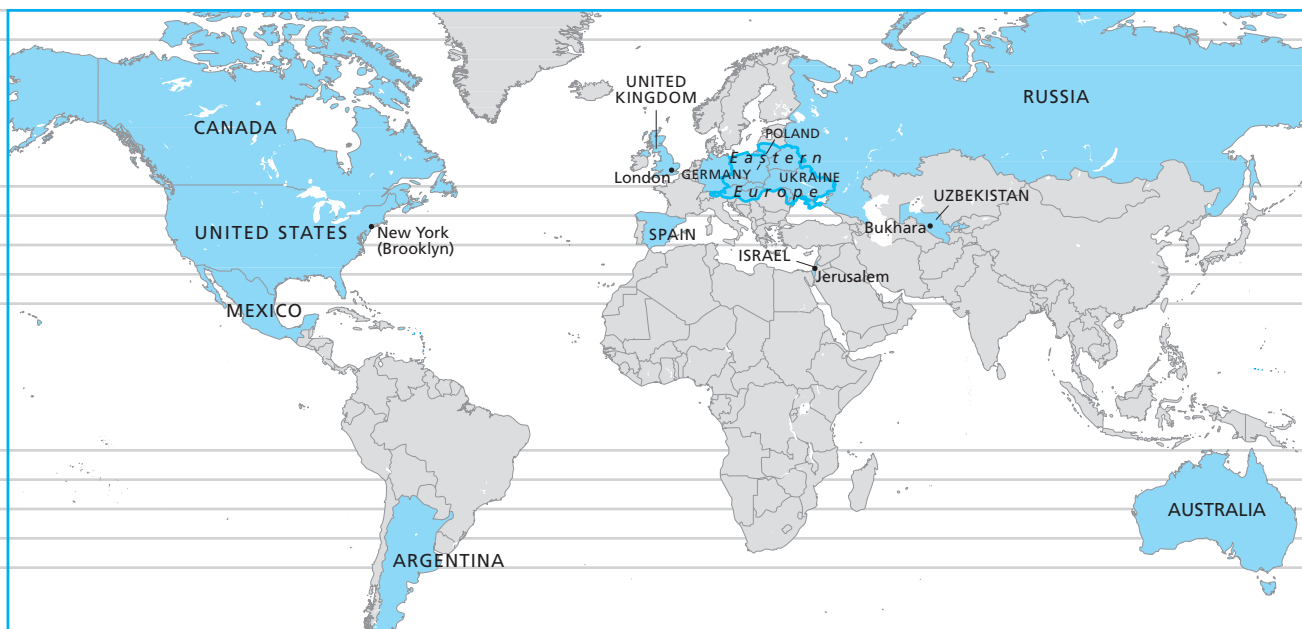 UNITED
KINGDOM
RUSSIA
CANADA
POLAND
Eastern
London
GERMANY
UKRAINE
Europe
UZBEKISTAN
UNITED STATES
New York
(Brooklyn)
SPAIN
Bukhara
ISRAEL
Jerusalem
MEXICO
AUSTRALIA
ARGENTINA